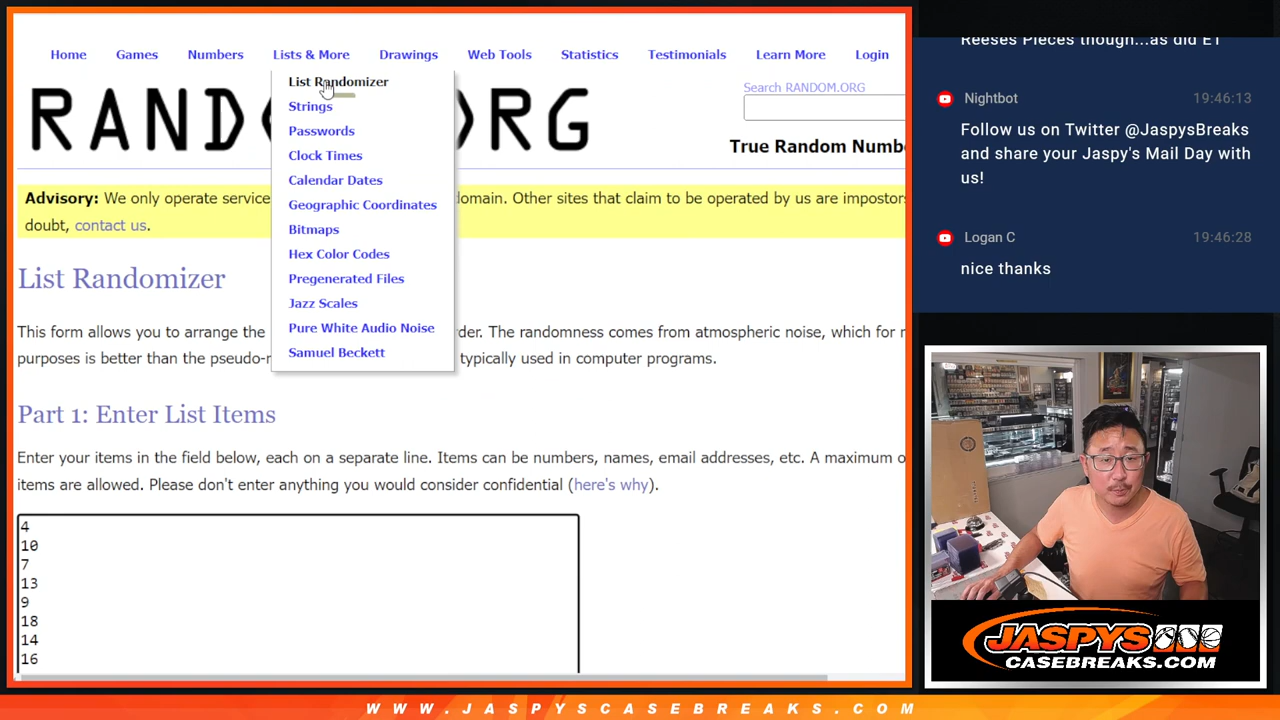 Home Games Numbers Lists & More Drawings Web Tools Statistics Testimonials Learn More Login
List Randomizer
Strings
Passwords
Clock Times
Calendar Dates
Geographic Coordinates
Bitmaps
Hex Color Codes
Pregenerated Files
Jazz Scales
Pure White Audio Noise
Samuel Beckett
Search RANDOM.ORG
True Random Numb
Advisory: We only operate service domain. Other sites that claim to be operated by us are impostors
doubt, contact us.
List Randomizer
This form allows you to arrange the rder. The randomness comes from atmospheric noise, which for
purposes is better than the pseudo-r typically used in computer programs.
Part 1: Enter List Items
Enter your items in the field below, each on a separate line. Items can be numbers, names, email addresses, etc. A maximum o
items are allowed. Please don't enter anything you would consider confidential (here's why).
4
10
7
13
9
18
14
16
Reeses Pieces though...as did ET
Nightbot 19:46:13
Follow us on Twitter @JaspysBreaks
and share your Jaspy's Mail Day with
us!
Logan C 19:46:28
nice thanks
JASPYS
CASEBREAKS.COM
WWW.JASPYSCASEBREAKS.COM